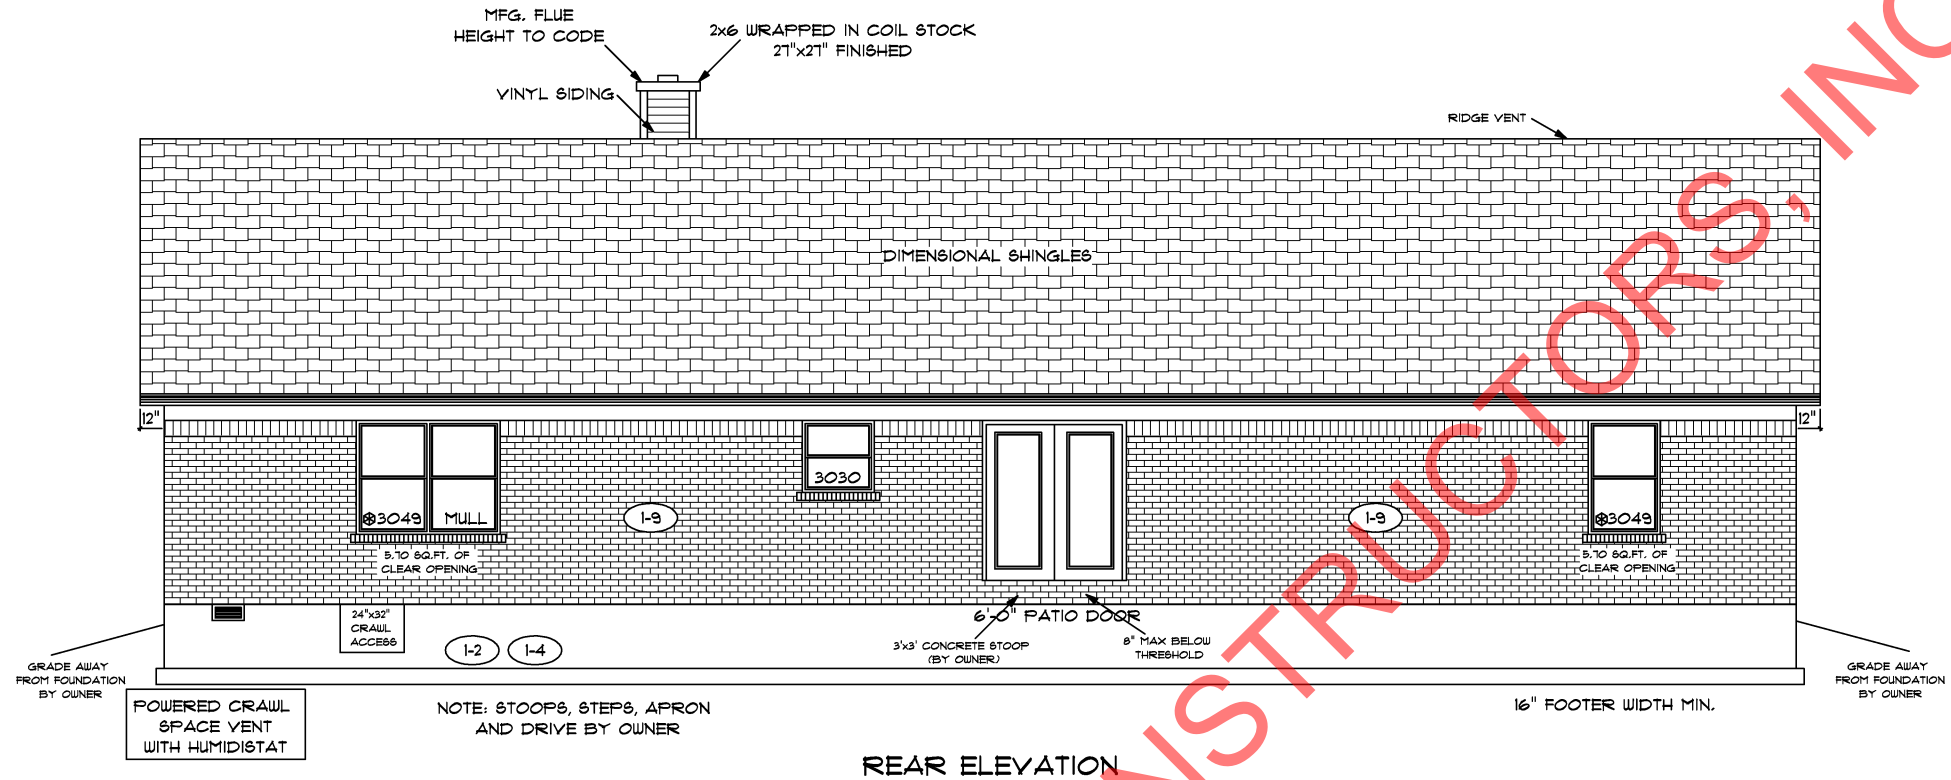 MFG. FLUE
HEIGHT TO CODE
2x6 WRAPPED IN COIL STOCK
27"x27" FINISHED
VINYL SIDING
RIDGE VENT
DIMENSIONAL SHINGLES
12"
12"
3030
⊛3049 MULL
1-9
1-9
⊛3049
5.70 SQ.FT. OF
CLEAR OPENING
5.70 SQ.FT. OF
CLEAR OPENING
24"x32"
CRAWL
ACCESS
6'-0" PATIO DOOR
3'x3' CONCRETE STOOP
(BY OWNER)
8" MAX BELOW
THRESHOLD
1-2
1-4
GRADE AWAY
FROM FOUNDATION
BY OWNER
GRADE AWAY
FROM FOUNDATION
BY OWNER
POWERED CRAWL
SPACE VENT
WITH HUMIDISTAT
NOTE: STOOPS, STEPS, APRON
AND DRIVE BY OWNER
16" FOOTER WIDTH MIN.
REAR ELEVATION
NSTRUCTORS, INC